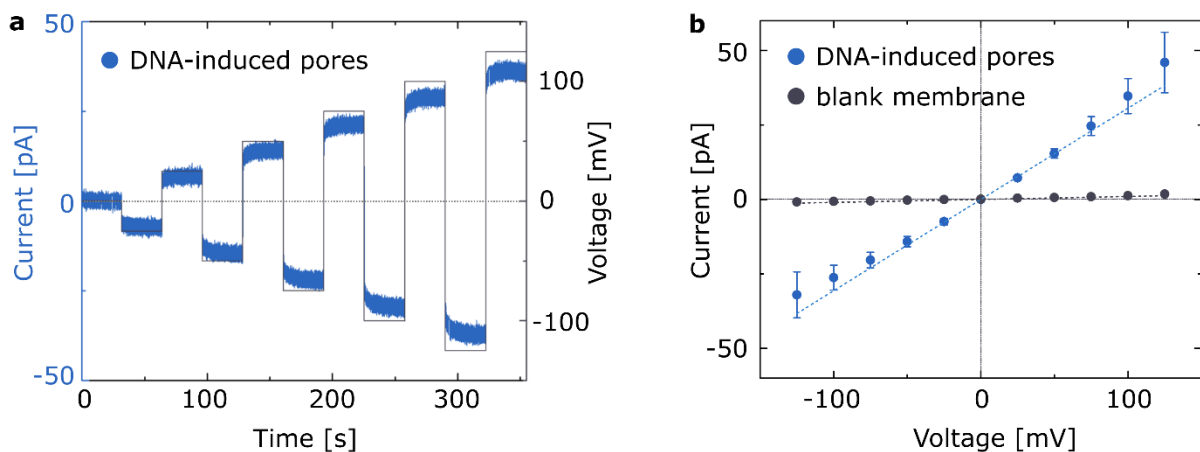 a
50
0
-50
Current [pA]
DNA-induced pores
100
0
-100
Voltage [mV]
0 100 200 300
Time [s]
b
50
0
-50
Current [pA]
DNA-induced pores
blank membrane
-100 0 100
Voltage [mV]